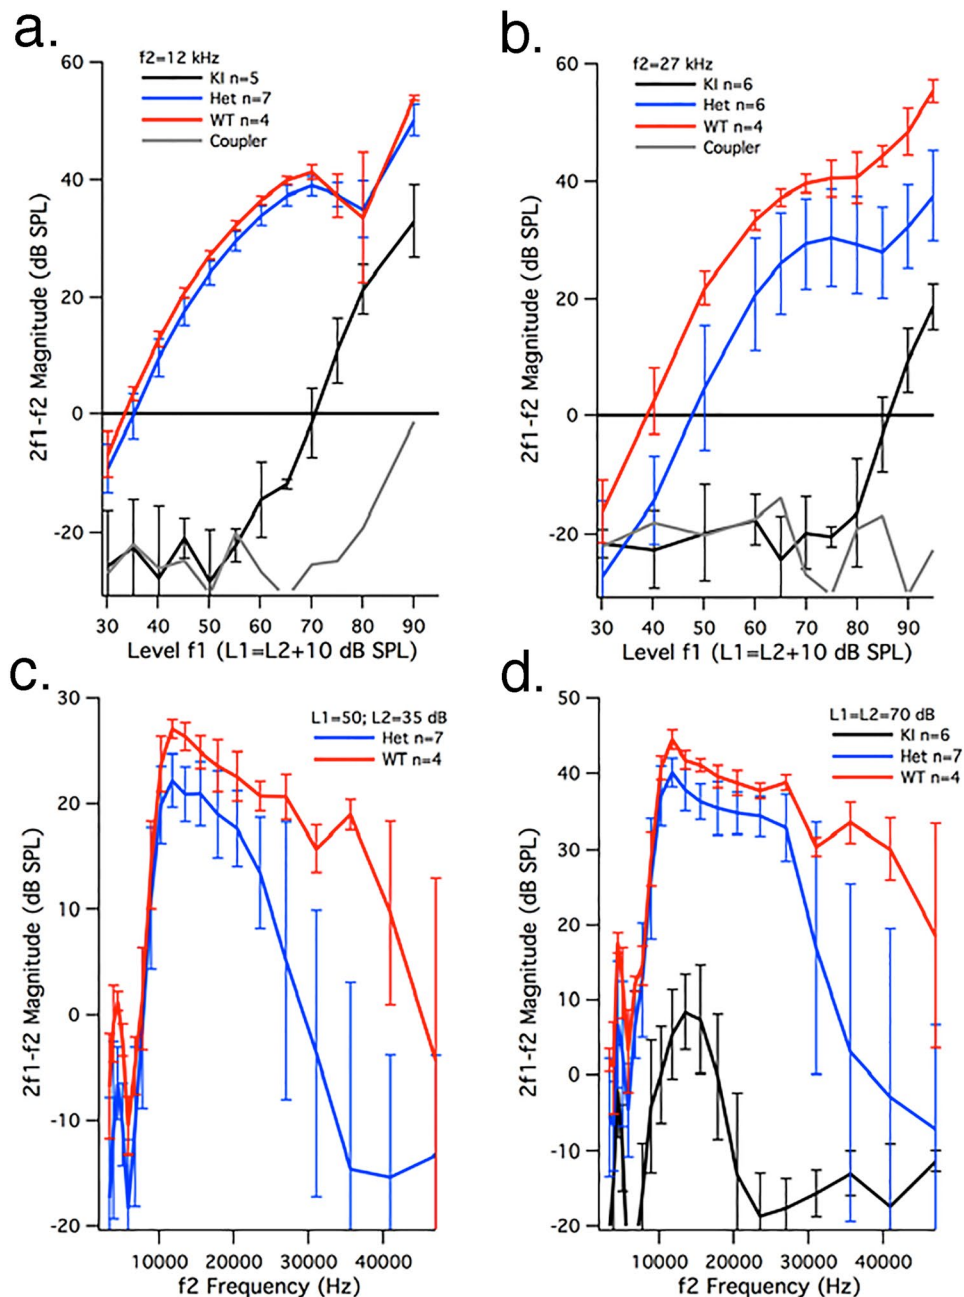 a.
f2=12 kHz
KI n=5
Het n=7
WT n=4
Coupler
60
40
20
0
-20
2f1-f2 Magnitude (dB SPL)
30 40 50 60 70 80 90
Level f1 (L1=L2+10 dB SPL)
b.
f2=27 kHz
KI n=6
Het n=6
WT n=4
Coupler
60
40
20
0
-20
2f1-f2 Magnitude (dB SPL)
30 40 50 60 70 80 90
Level f1 (L1=L2+10 dB SPL)
c.
L1=50; L2=35 dB
Het n=7
WT n=4
30
20
10
0
-10
-20
2f1-f2 Magnitude (dB SPL)
10000 20000 30000 40000
f2 Frequency (Hz)
d.
L1=L2=70 dB
KI n=6
Het n=7
WT n=4
50
40
30
20
10
0
-10
-20
2f1-f2 Magnitude (dB SPL)
10000 20000 30000 40000
f2 Frequency (Hz)